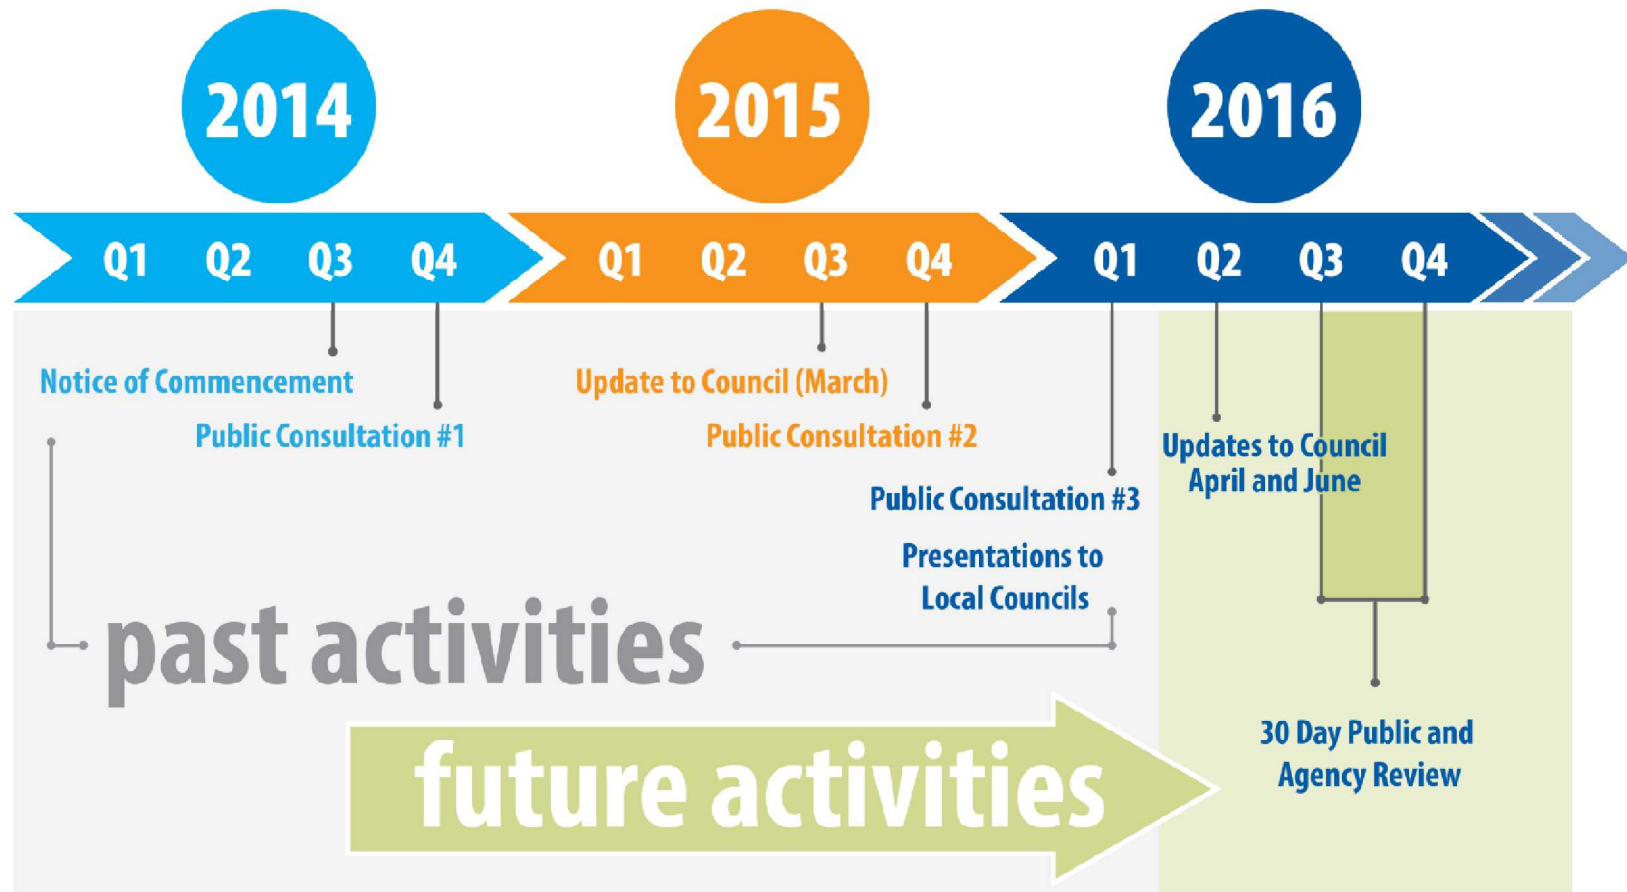 2014
2015
2016
Q1 Q2 Q3 Q4
Q1 Q2 Q3 Q4
Q1 Q2 Q3 Q4
Notice of Commencement
Public Consultation #1
Update to Council (March)
Public Consultation #2
Public Consultation #3
Presentations to
Local Councils
Updates to Council
April and June
30 Day Public and
Agency Review
past activities
future activities